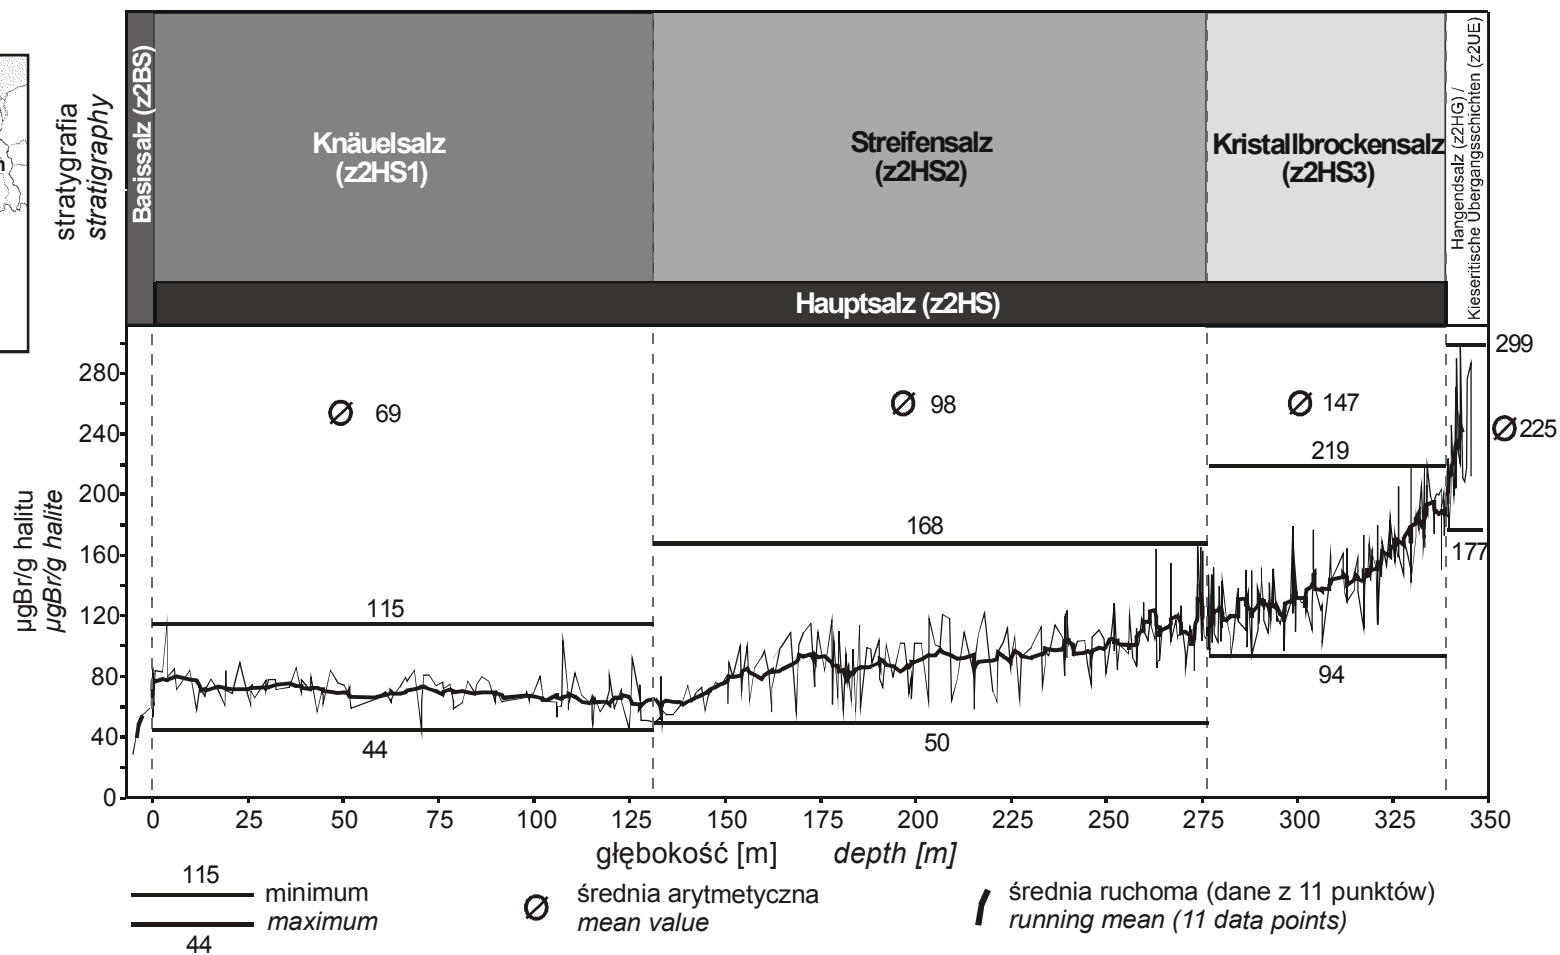 stratygrafia
stratigraphy
Basissalz (z2BS)
Knäuelsalz
(z2HS1)
Streifensalz
(z2HS2)
Kristallbrockensalz
(z2HS3)
Hangendsalz (z2HG) /
Kieseritische Übergangsschichten (z2UE)
Hauptsalz (z2HS)
µgBr/g halitu
µgBr/g halite
280
240
200
160
120
80
40
0
Ø 69
Ø 98
Ø 147
299
Ø 225
219
168
177
115
94
44
50
0 25 50 75 100 125 150 175 200 225 250 275 300 325 350
głębokość [m] depth [m]
115
minimum
maximum
44
Ø średnia arytmetyczna
mean value
średnia ruchoma (dane z 11 punktów)
running mean (11 data points)